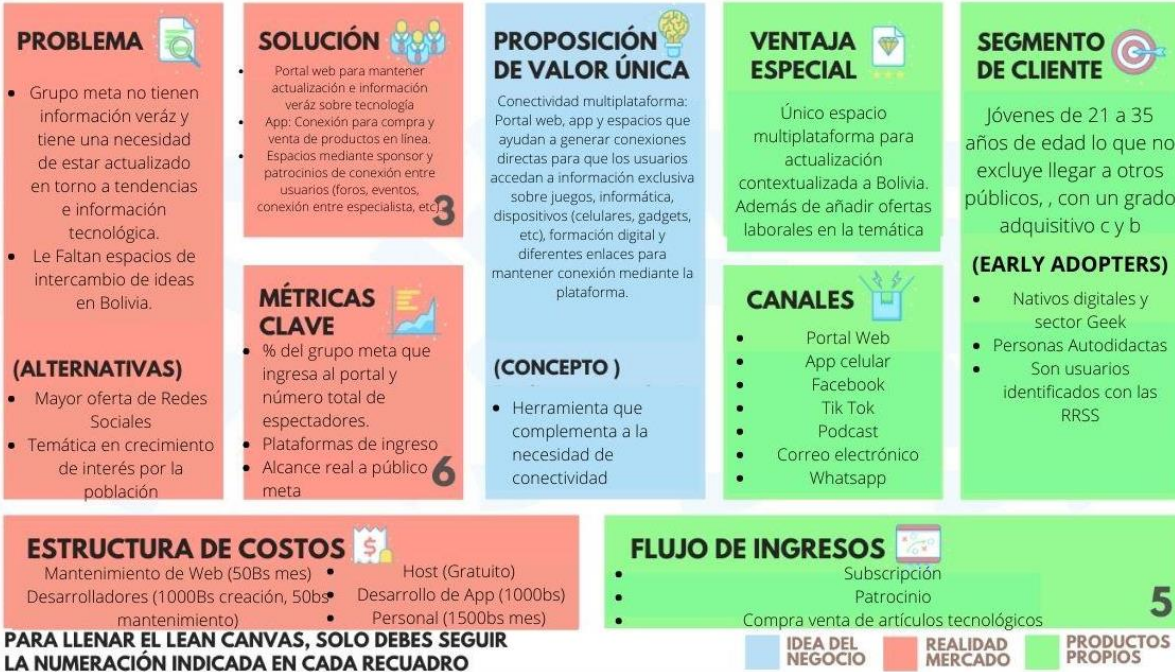 PROBLEMA
Grupo meta no tienen
información veráz y
tiene una necesidad
de estar actualizado
en torno a tendencias
e información
tecnológica.
Le Faltan espacios de
intercambio de ideas
en Bolivia.
(ALTERNATIVAS)
Mayor oferta de Redes
Sociales
Temática en crecimiento
de interés por la
población
SOLUCIÓN
Portal web para mantener
actualización e información
veráz sobre tecnología
App: Conexión para compra y
venta de productos en línea.
Espacios mediante sponsor y
patrocinios de conexión entre
usuarios (foros, eventos,
conexión entre especialista, etc)
3
MÉTRICAS
CLAVE
% del grupo meta que
ingresa al portal y
número total de
espectadores.
Plataformas de ingreso
Alcance real a público
meta
6
PROPOSICIÓN
DE VALOR ÚNICA
Conectividad multiplataforma:
Portal web, app y espacios que
ayudan a generar conexiones
directas para que los usuarios
accedan a información exclusiva
sobre juegos, informática,
dispositivos (celulares, gadgets,
etc), formación digital y
diferentes enlaces para
mantener conexión mediante la
plataforma.
(CONCEPTO )
Herramienta que
complementa a la
necesidad de
conectividad
VENTAJA
ESPECIAL
Único espacio
multiplataforma para
actualización
contextualizada a Bolivia.
Además de añadir ofertas
laborales en la temática
CANALES
Portal Web
App celular
Facebook
Tik Tok
Podcast
Correo electrónico
Whatsapp
SEGMENTO
DE CLIENTE
Jóvenes de 21 a 35
años de edad lo que no
excluye llegar a otros
públicos, , con un grado
adquisitivo c y b
(EARLY ADOPTERS)
Nativos digitales y
sector Geek
Personas Autodidactas
Son usuarios
identificados con las
RRSS
ESTRUCTURA DE COSTOS
Mantenimiento de Web (50Bs mes)
Desarrolladores (1000Bs creación, 50bs
mantenimiento)
Host (Gratuito)
Desarrollo de App (1000bs)
Personal (1500bs mes)
FLUJO DE INGRESOS
Subscripción
Patrocinio
Compra venta de artículos tecnológicos
5
PARA LLENAR EL LEAN CANVAS, SOLO DEBES SEGUIR
LA NUMERACIÓN INDICADA EN CADA RECUADRO
IDEA DEL
NEGOCIO
REALIDAD
MERCADO
PRODUCTOS
PROPIOS